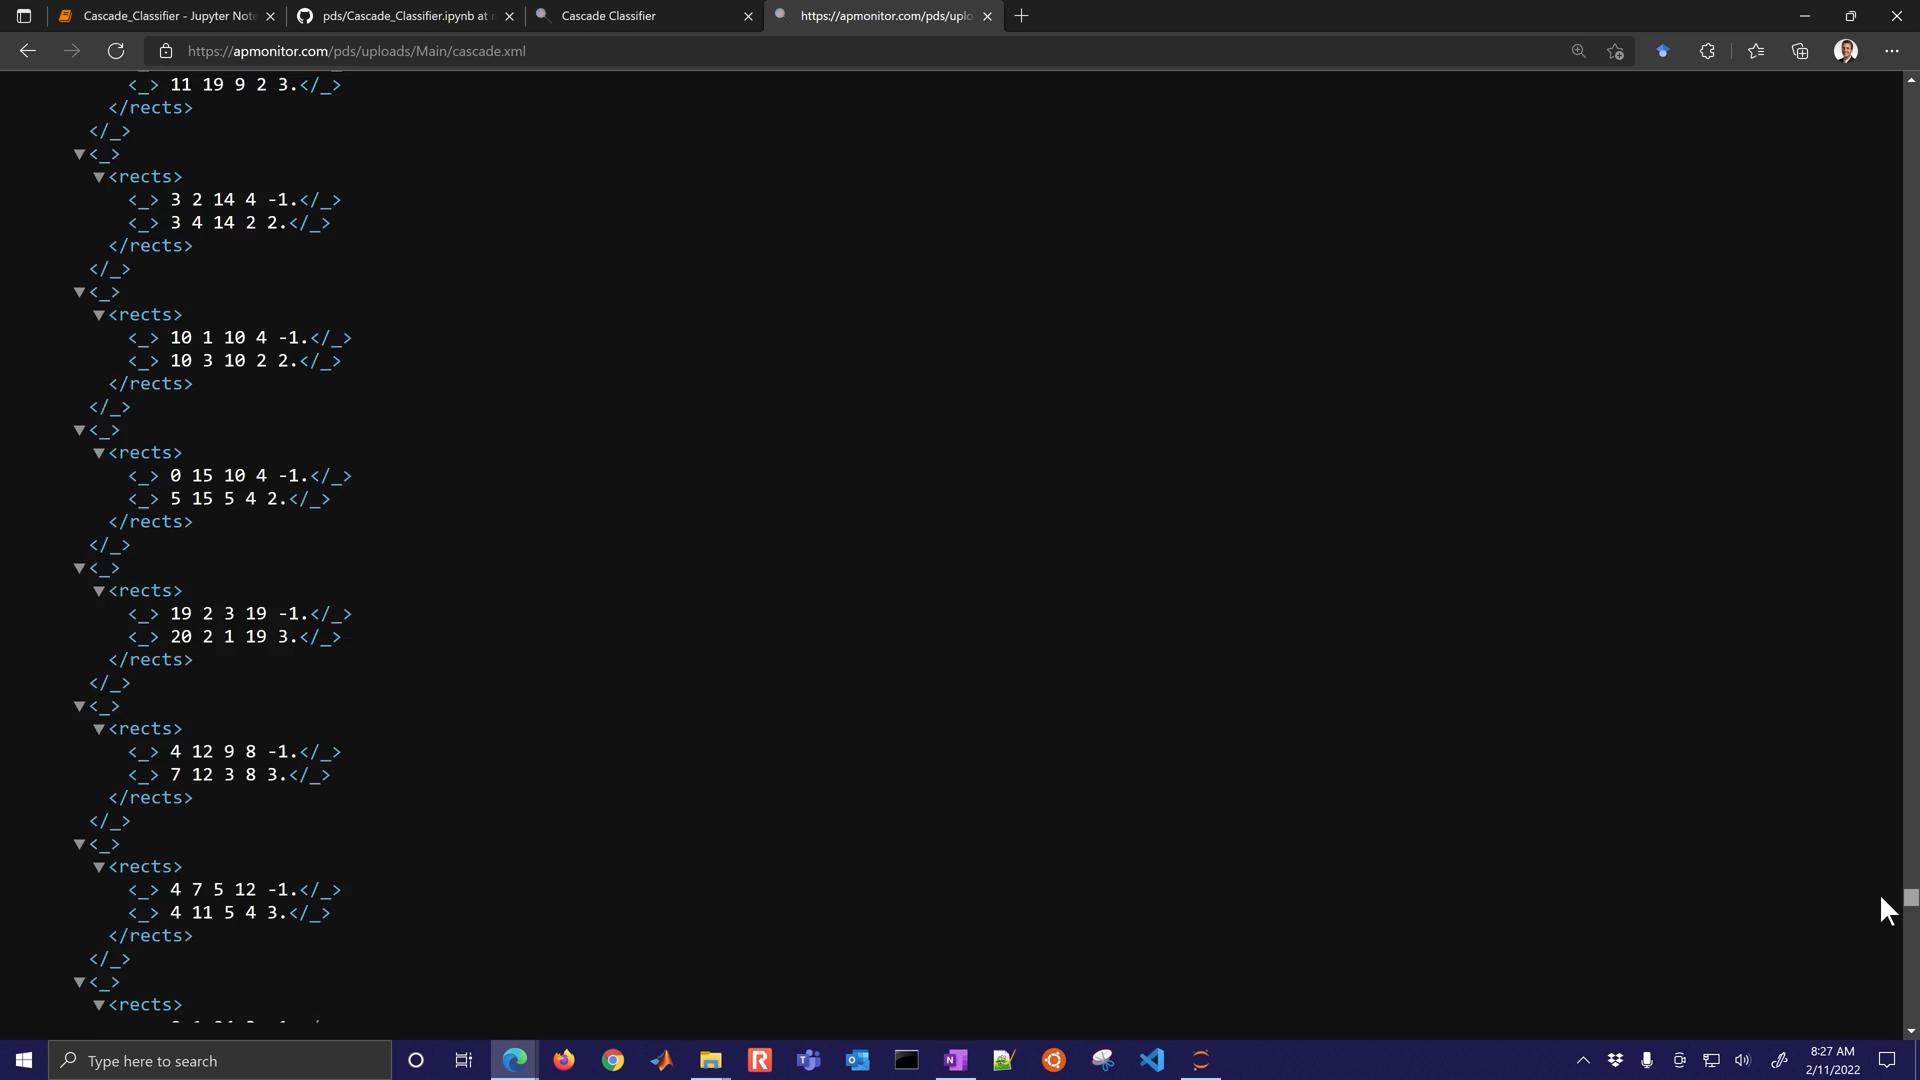 Cascade_Classifier - Jupyter Note
pds/Cascade_Classifier.ipynb at
Cascade Classifier
https://apmonitor.com/pds/uplo
https://apmonitor.com/pds/uploads/Main/cascade.xml
<_> 11 19 9 2 3.</_>
</rects>
</_>
▼<_>
▼<rects>
<_> 3 2 14 4 -1.</_>
<_> 3 4 14 2 2.</_>
</rects>
</_>
▼<_>
▼<rects>
<_> 10 1 10 4 -1.</_>
<_> 10 3 10 2 2.</_>
</rects>
</_>
▼<_>
▼<rects>
<_> 0 15 10 4 -1.</_>
<_> 5 15 5 4 2.</_>
</rects>
</_>
▼<_>
▼<rects>
<_> 19 2 3 19 -1.</_>
<_> 20 2 1 19 3.</_>
</rects>
</_>
▼<_>
▼<rects>
<_> 4 12 9 8 -1.</_>
<_> 7 12 3 8 3.</_>
</rects>
</_>
▼<_>
▼<rects>
<_> 4 7 5 12 -1.</_>
<_> 4 11 5 4 3.</_>
</rects>
</_>
▼<_>
▼<rects>
Type here to search
8:27 AM
2/11/2022